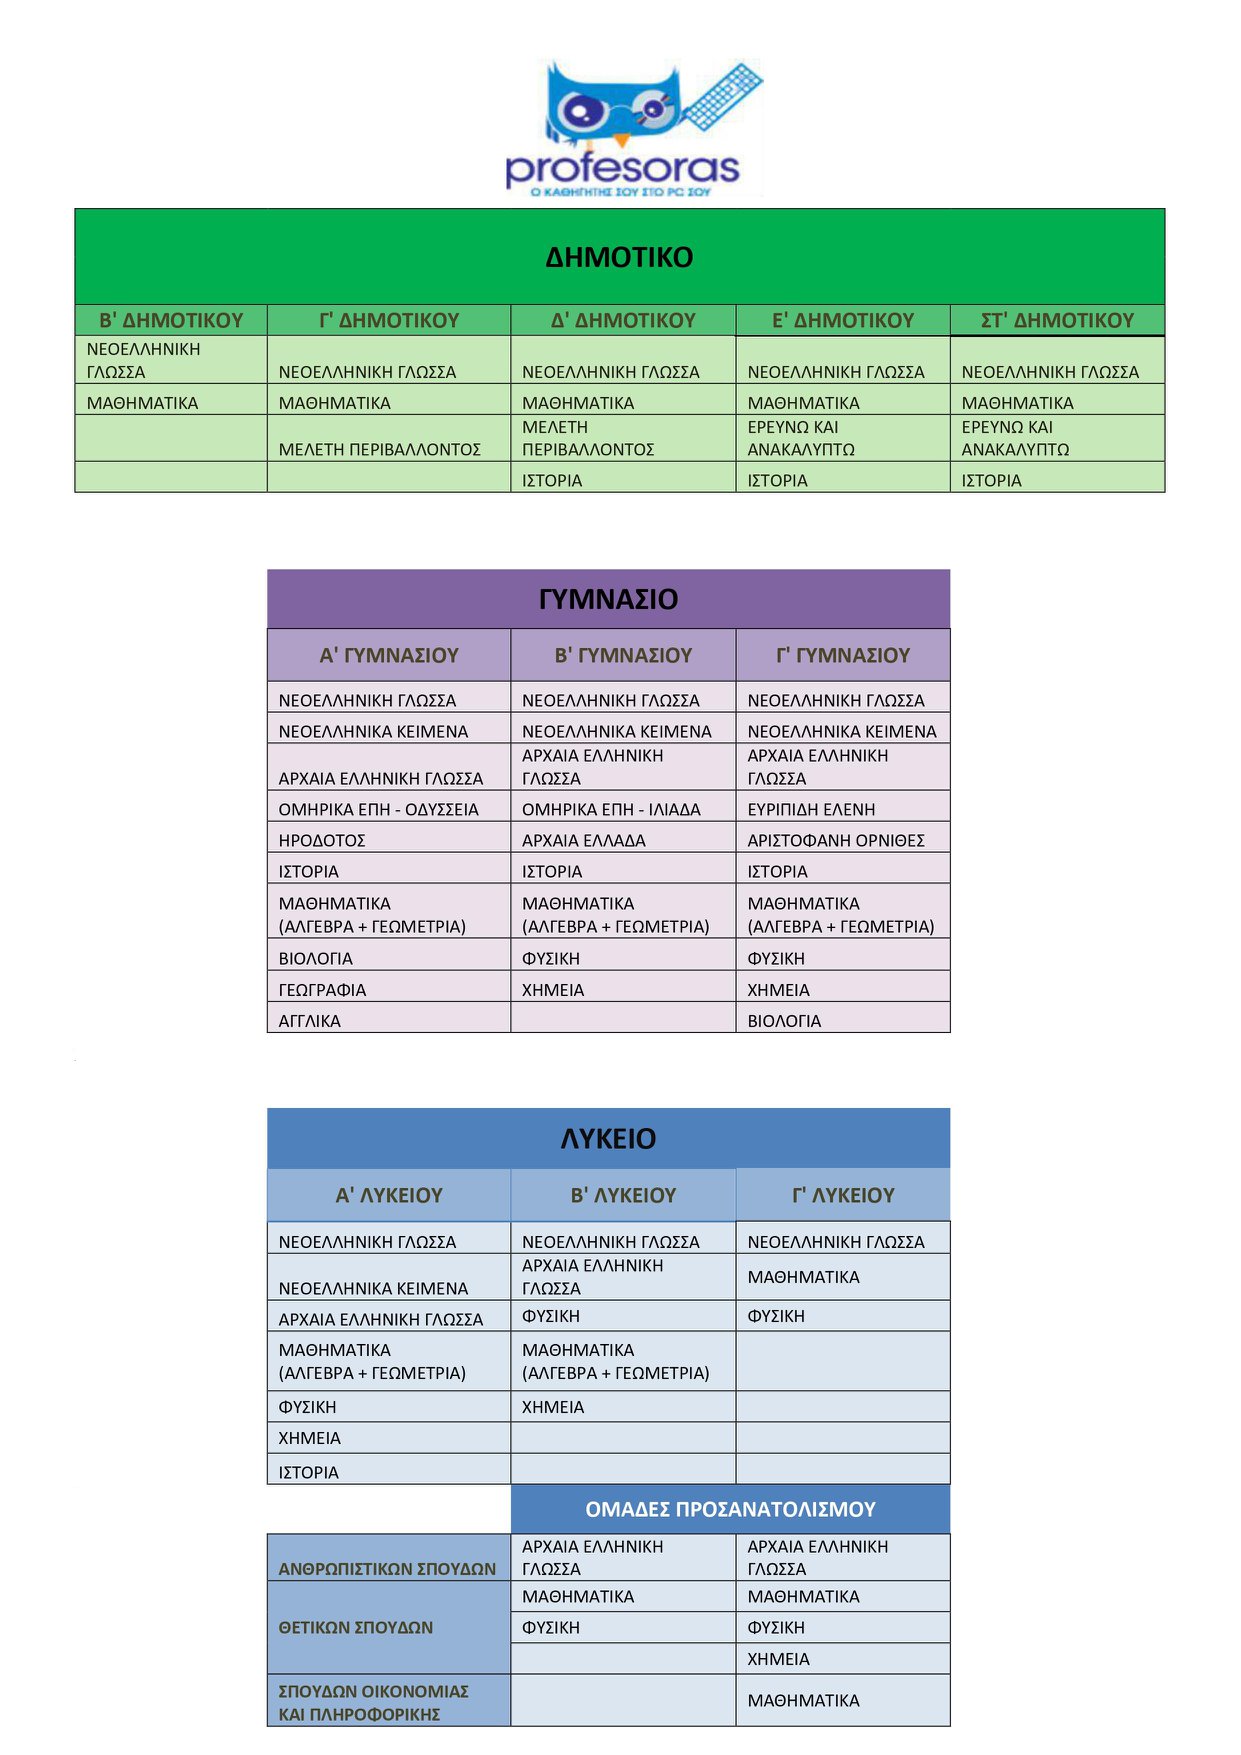 profesoras
Ο ΚΑΘΗΓΗΤΗΣ ΣΟΥ ΣΤΟ PC ΣΟΥ
ΔΗΜΟΤΙΚΟ
Β' ΔΗΜΟΤΙΚΟΥ Γ' ΔΗΜΟΤΙΚΟΥ Δ' ΔΗΜΟΤΙΚΟΥ Ε' ΔΗΜΟΤΙΚΟΥ ΣΤ' ΔΗΜΟΤΙΚΟΥ
ΝΕΟΕΛΛΗΝΙΚΗ
ΓΛΩΣΣΑ ΝΕΟΕΛΛΗΝΙΚΗ ΓΛΩΣΣΑ ΝΕΟΕΛΛΗΝΙΚΗ ΓΛΩΣΣΑ ΝΕΟΕΛΛΗΝΙΚΗ ΓΛΩΣΣΑ ΝΕΟΕΛΛΗΝΙΚΗ ΓΛΩΣΣΑ
ΜΑΘΗΜΑΤΙΚΑ ΜΑΘΗΜΑΤΙΚΑ ΜΑΘΗΜΑΤΙΚΑ ΜΑΘΗΜΑΤΙΚΑ ΜΑΘΗΜΑΤΙΚΑ
ΜΕΛΕΤΗ ΕΡΕΥΝΩ ΚΑΙ ΕΡΕΥΝΩ ΚΑΙ
ΜΕΛΕΤΗ ΠΕΡΙΒΑΛΛΟΝΤΟΣ ΠΕΡΙΒΑΛΛΟΝΤΟΣ ΑΝΑΚΑΛΥΠΤΩ ΑΝΑΚΑΛΥΠΤΩ
ΙΣΤΟΡΙΑ ΙΣΤΟΡΙΑ ΙΣΤΟΡΙΑ
ΓΥΜΝΑΣΙΟ
Α' ΓΥΜΝΑΣΙΟΥ Β' ΓΥΜΝΑΣΙΟΥ Γ' ΓΥΜΝΑΣΙΟΥ
ΝΕΟΕΛΛΗΝΙΚΗ ΓΛΩΣΣΑ ΝΕΟΕΛΛΗΝΙΚΗ ΓΛΩΣΣΑ ΝΕΟΕΛΛΗΝΙΚΗ ΓΛΩΣΣΑ
ΝΕΟΕΛΛΗΝΙΚΑ ΚΕΙΜΕΝΑ ΝΕΟΕΛΛΗΝΙΚΑ ΚΕΙΜΕΝΑ ΝΕΟΕΛΛΗΝΙΚΑ ΚΕΙΜΕΝΑ
ΑΡΧΑΙΑ ΕΛΛΗΝΙΚΗ ΑΡΧΑΙΑ ΕΛΛΗΝΙΚΗ
ΑΡΧΑΙΑ ΕΛΛΗΝΙΚΗ ΓΛΩΣΣΑ ΓΛΩΣΣΑ ΓΛΩΣΣΑ
ΟΜΗΡΙΚΑ ΕΠΗ - ΟΔΥΣΣΕΙΑ ΟΜΗΡΙΚΑ ΕΠΗ - ΙΛΙΑΔΑ ΕΥΡΙΠΙΔΗ ΕΛΕΝΗ
ΗΡΟΔΟΤΟΣ ΑΡΧΑΙΑ ΕΛΛΑΔΑ ΑΡΙΣΤΟΦΑΝΗ ΟΡΝΙΘΕΣ
ΙΣΤΟΡΙΑ ΙΣΤΟΡΙΑ ΙΣΤΟΡΙΑ
ΜΑΘΗΜΑΤΙΚΑ ΜΑΘΗΜΑΤΙΚΑ ΜΑΘΗΜΑΤΙΚΑ
(ΑΛΓΕΒΡΑ + ΓΕΩΜΕΤΡΙΑ) (ΑΛΓΕΒΡΑ + ΓΕΩΜΕΤΡΙΑ) (ΑΛΓΕΒΡΑ + ΓΕΩΜΕΤΡΙΑ)
ΒΙΟΛΟΓΙΑ ΦΥΣΙΚΗ ΦΥΣΙΚΗ
ΓΕΩΓΡΑΦΙΑ ΧΗΜΕΙΑ ΧΗΜΕΙΑ
ΑΓΓΛΙΚΑ ΒΙΟΛΟΓΙΑ
ΛΥΚΕΙΟ
Α' ΛΥΚΕΙΟΥ Β' ΛΥΚΕΙΟΥ Γ' ΛΥΚΕΙΟΥ
ΝΕΟΕΛΛΗΝΙΚΗ ΓΛΩΣΣΑ ΝΕΟΕΛΛΗΝΙΚΗ ΓΛΩΣΣΑ ΝΕΟΕΛΛΗΝΙΚΗ ΓΛΩΣΣΑ
ΑΡΧΑΙΑ ΕΛΛΗΝΙΚΗ ΜΑΘΗΜΑΤΙΚΑ
ΝΕΟΕΛΛΗΝΙΚΑ ΚΕΙΜΕΝΑ ΓΛΩΣΣΑ
ΑΡΧΑΙΑ ΕΛΛΗΝΙΚΗ ΓΛΩΣΣΑ ΦΥΣΙΚΗ ΦΥΣΙΚΗ
ΜΑΘΗΜΑΤΙΚΑ ΜΑΘΗΜΑΤΙΚΑ
(ΑΛΓΕΒΡΑ + ΓΕΩΜΕΤΡΙΑ) (ΑΛΓΕΒΡΑ + ΓΕΩΜΕΤΡΙΑ)
ΦΥΣΙΚΗ ΧΗΜΕΙΑ
ΧΗΜΕΙΑ
ΙΣΤΟΡΙΑ
ΟΜΑΔΕΣ ΠΡΟΣΑΝΑΤΟΛΙΣΜΟΥ
ΑΡΧΑΙΑ ΕΛΛΗΝΙΚΗ ΑΡΧΑΙΑ ΕΛΛΗΝΙΚΗ
ΑΝΘΡΩΠΙΣΤΙΚΩΝ ΣΠΟΥΔΩΝ ΓΛΩΣΣΑ ΓΛΩΣΣΑ
ΜΑΘΗΜΑΤΙΚΑ ΜΑΘΗΜΑΤΙΚΑ
ΘΕΤΙΚΩΝ ΣΠΟΥΔΩΝ ΦΥΣΙΚΗ ΦΥΣΙΚΗ
ΧΗΜΕΙΑ
ΣΠΟΥΔΩΝ ΟΙΚΟΝΟΜΙΑΣ
ΚΑΙ ΠΛΗΡΟΦΟΡΙΚΗΣ ΜΑΘΗΜΑΤΙΚΑ